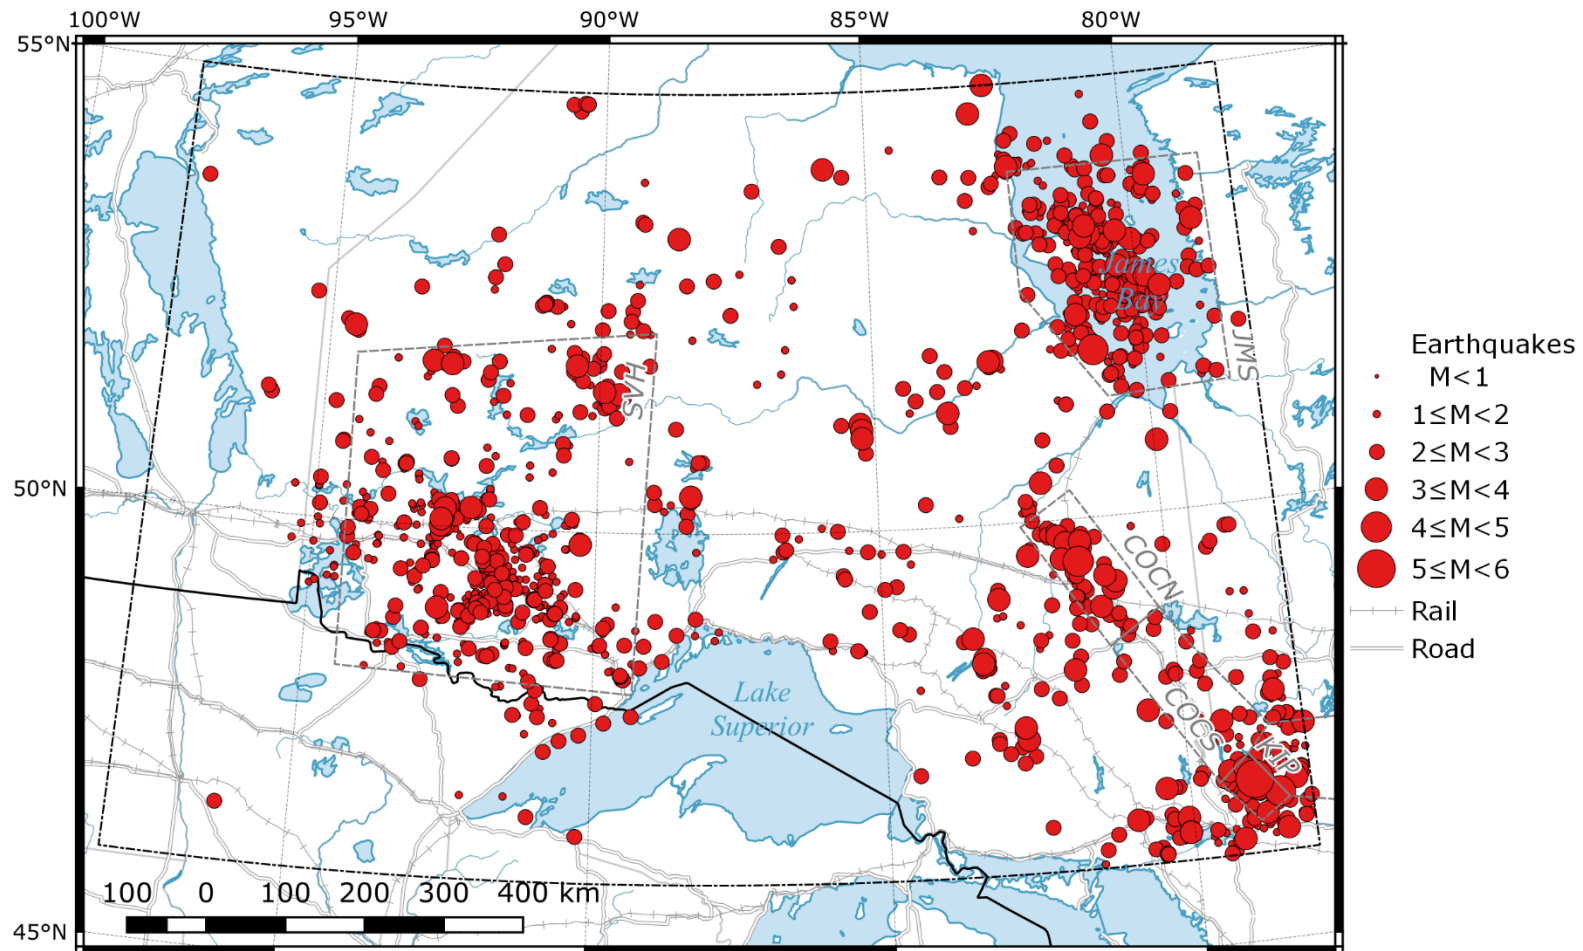 100°W 95°W 90°W 85°W 80°W
55°N
James
Bay
JMS
SVH
Earthquakes
M<1
1≤M<2
2≤M<3
3≤M<4
4≤M<5
5≤M<6
Rail
Road
50°N
COCN
Lake
Superior
COCS
KIP
100 0 100 200 300 400 km
45°N